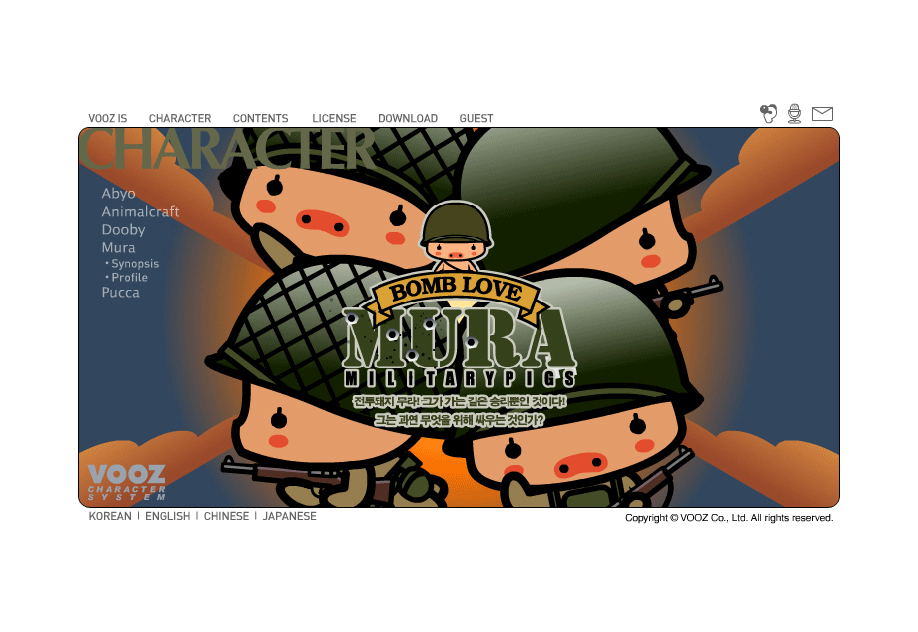 VOOZ IS CHARACTER CONTENTS LICENSE DOWNLOAD GUEST
CHARACTER
Abyo
Animalcraft
Dooby
Mura
• Synopsis
• Profile
Pucca
BOMB LOVE
MURA
MILITARYPIGS
전투돼지 무라! 그가 가는 길은 승리뿐인 것이다!
그는 과연 무엇을 위해 싸우는 것인가?
VOOZ
CHARACTER
SYSTEM
KOREAN | ENGLISH | CHINESE | JAPANESE
Copyright © VOOZ Co., Ltd. All rights reserved.